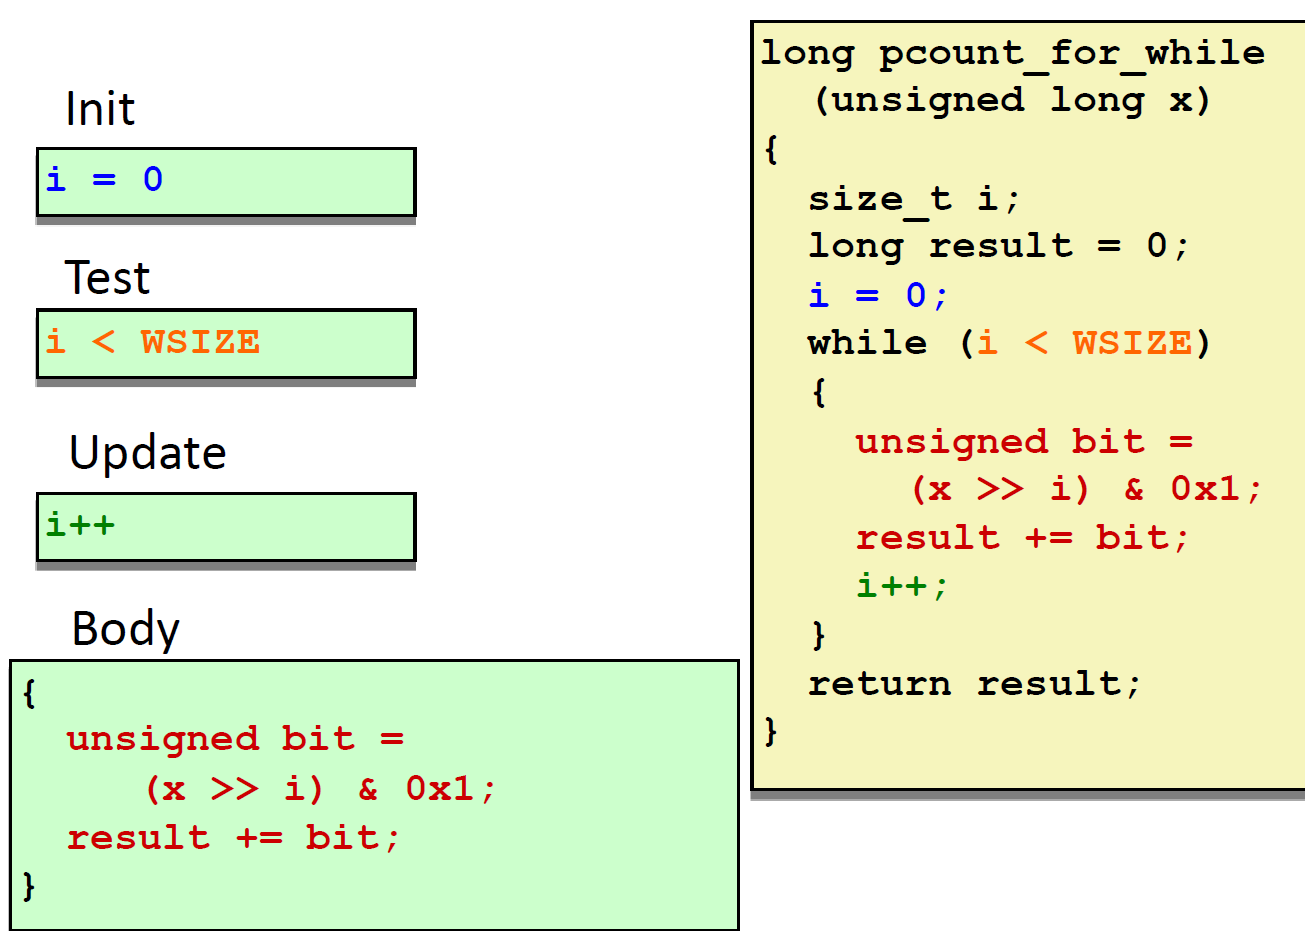 Init
i = 0
Test
i < WSIZE
Update
i++
Body
{
unsigned bit =
(x >> i) & 0x1;
result += bit;
}
long pcount_for_while
(unsigned long x)
{
size_t i;
long result = 0;
i = 0;
while (i < WSIZE)
{
unsigned bit =
(x >> i) & 0x1;
result += bit;
i++;
}
return result;
}